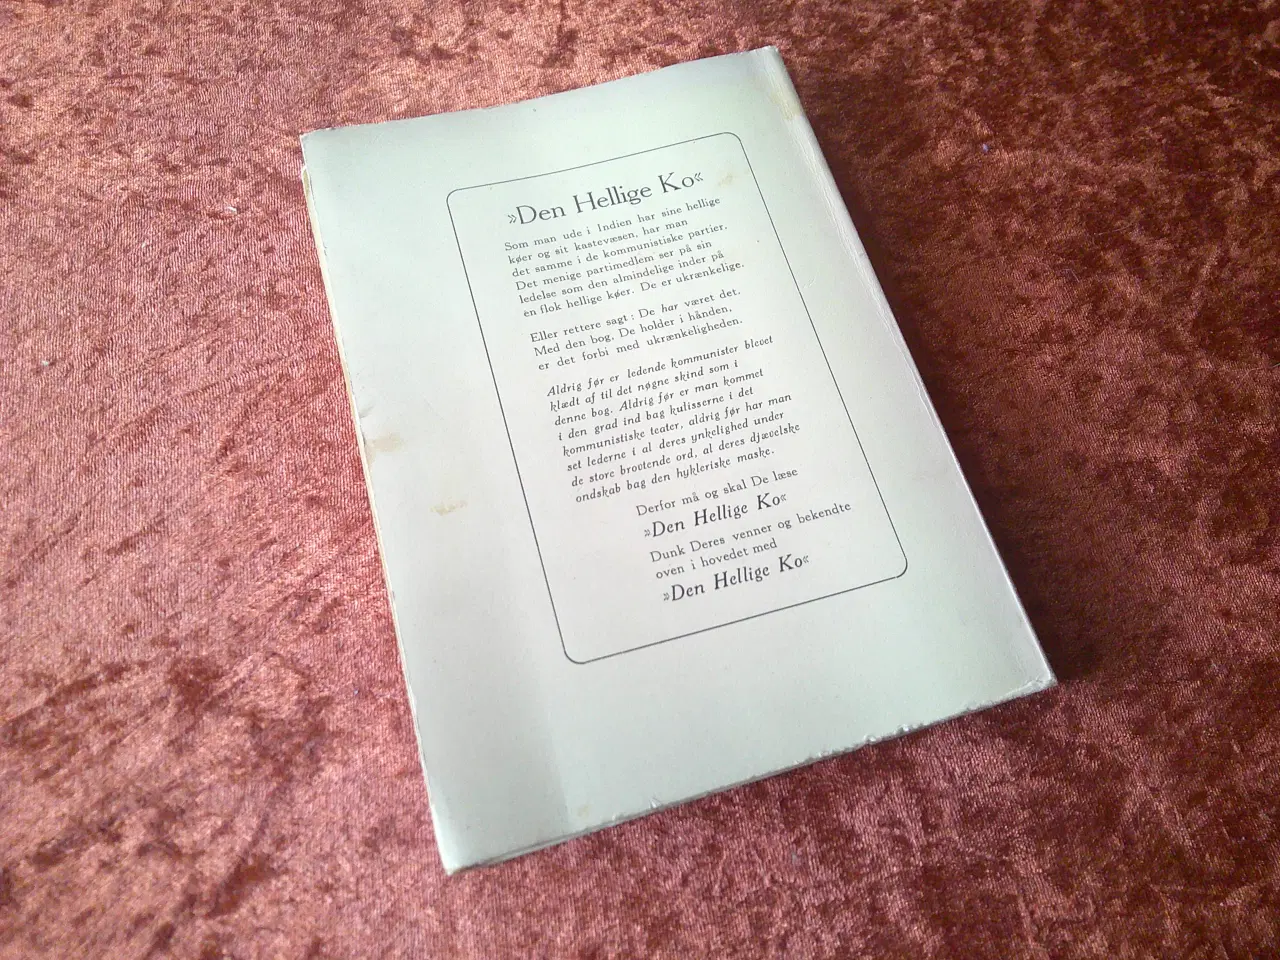 »Den Hellige Ko«
Som man ude i Indien har sine hellige
køer og sit kastevæsen, har man
det samme i de kommunistiske partier.
Det menige partimedlem ser på sin
ledelse som den almindelige inder på
en flok hellige køer. De er ukrænkelige.
Eller rettere sagt: De har været det.
Med den bog, De holder i hånden,
er det forbi med ukrænkeligheden.
Aldrig før er ledende kommunister blevet
klædt af til det nøgne skind som i
denne bog. Aldrig før er man kommet
i den grad ind bag kulisserne i det
kommunistiske teater, aldrig før har man
set lederne i al deres ynkelighed under
de store brovtende ord, al deres djævelske
ondskab bag den hykleriske maske.
Derfor må og skal De læse
»Den Hellige Ko«
Dunk Deres venner og bekendte
oven i hovedet med
»Den Hellige Ko«